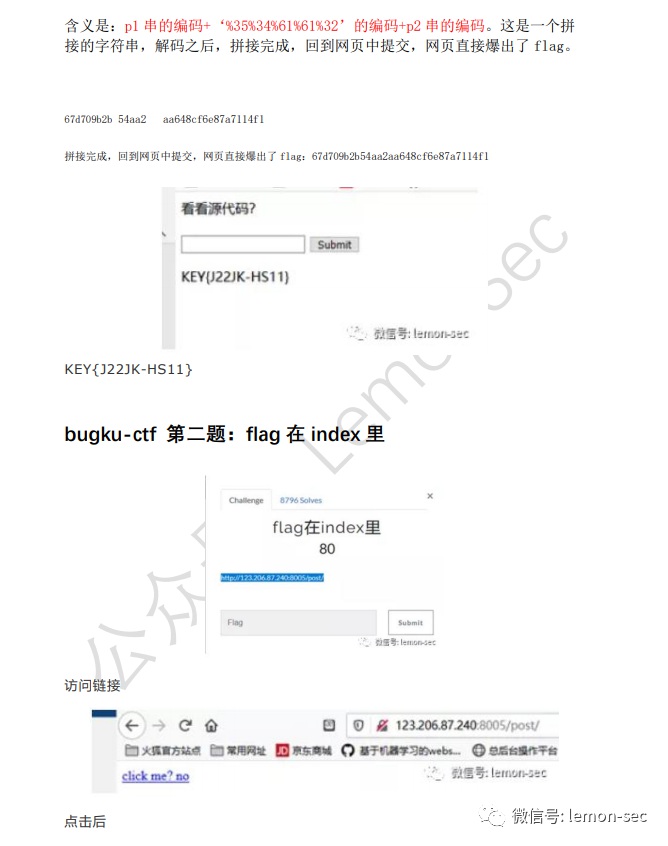 含义是：p1 串的编码+‘%35%34%61%61%32’的编码+p2 串的编码。这是一个拼
接的字符串，解码之后，拼接完成，回到网页中提交，网页直接爆出了 flag。
67d709b2b 54aa2 aa648cf6e87a7114f1
拼接完成，回到网页中提交，网页直接爆出了 flag：67d709b2b54aa2aa648cf6e87a7114f1
看看源代码？
Submit
KEY{J22JK-HS11}
微信号: lemon-sec
KEY{J22JK-HS11}
bugku-ctf 第二题：flag 在 index 里
Challenge 8796 Solves ×
flag在index里
80
http://123.206.87.240:8005/post/
Flag Submit
微信号: lemon-sec
访问链接
123.206.87.240:8005/post/
火狐官方站点 常用网址 JD 京东商城 基于机器学习的webs... 总后台操作平台
click me? no
微信号: lemon-sec
点击后
微信号: lemon-sec